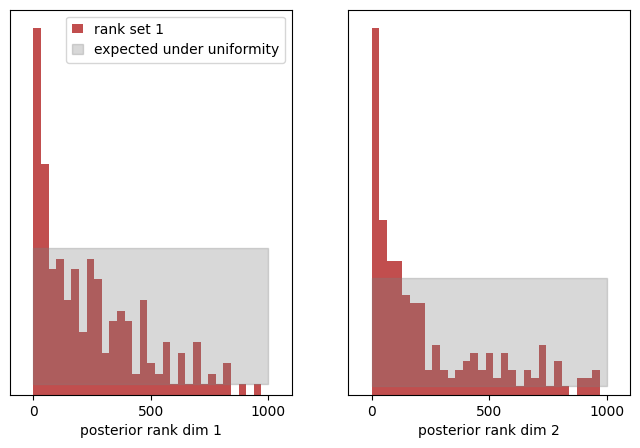 rank set 1
expected under uniformity
0 500 1000
posterior rank dim 1
0 500 1000
posterior rank dim 2